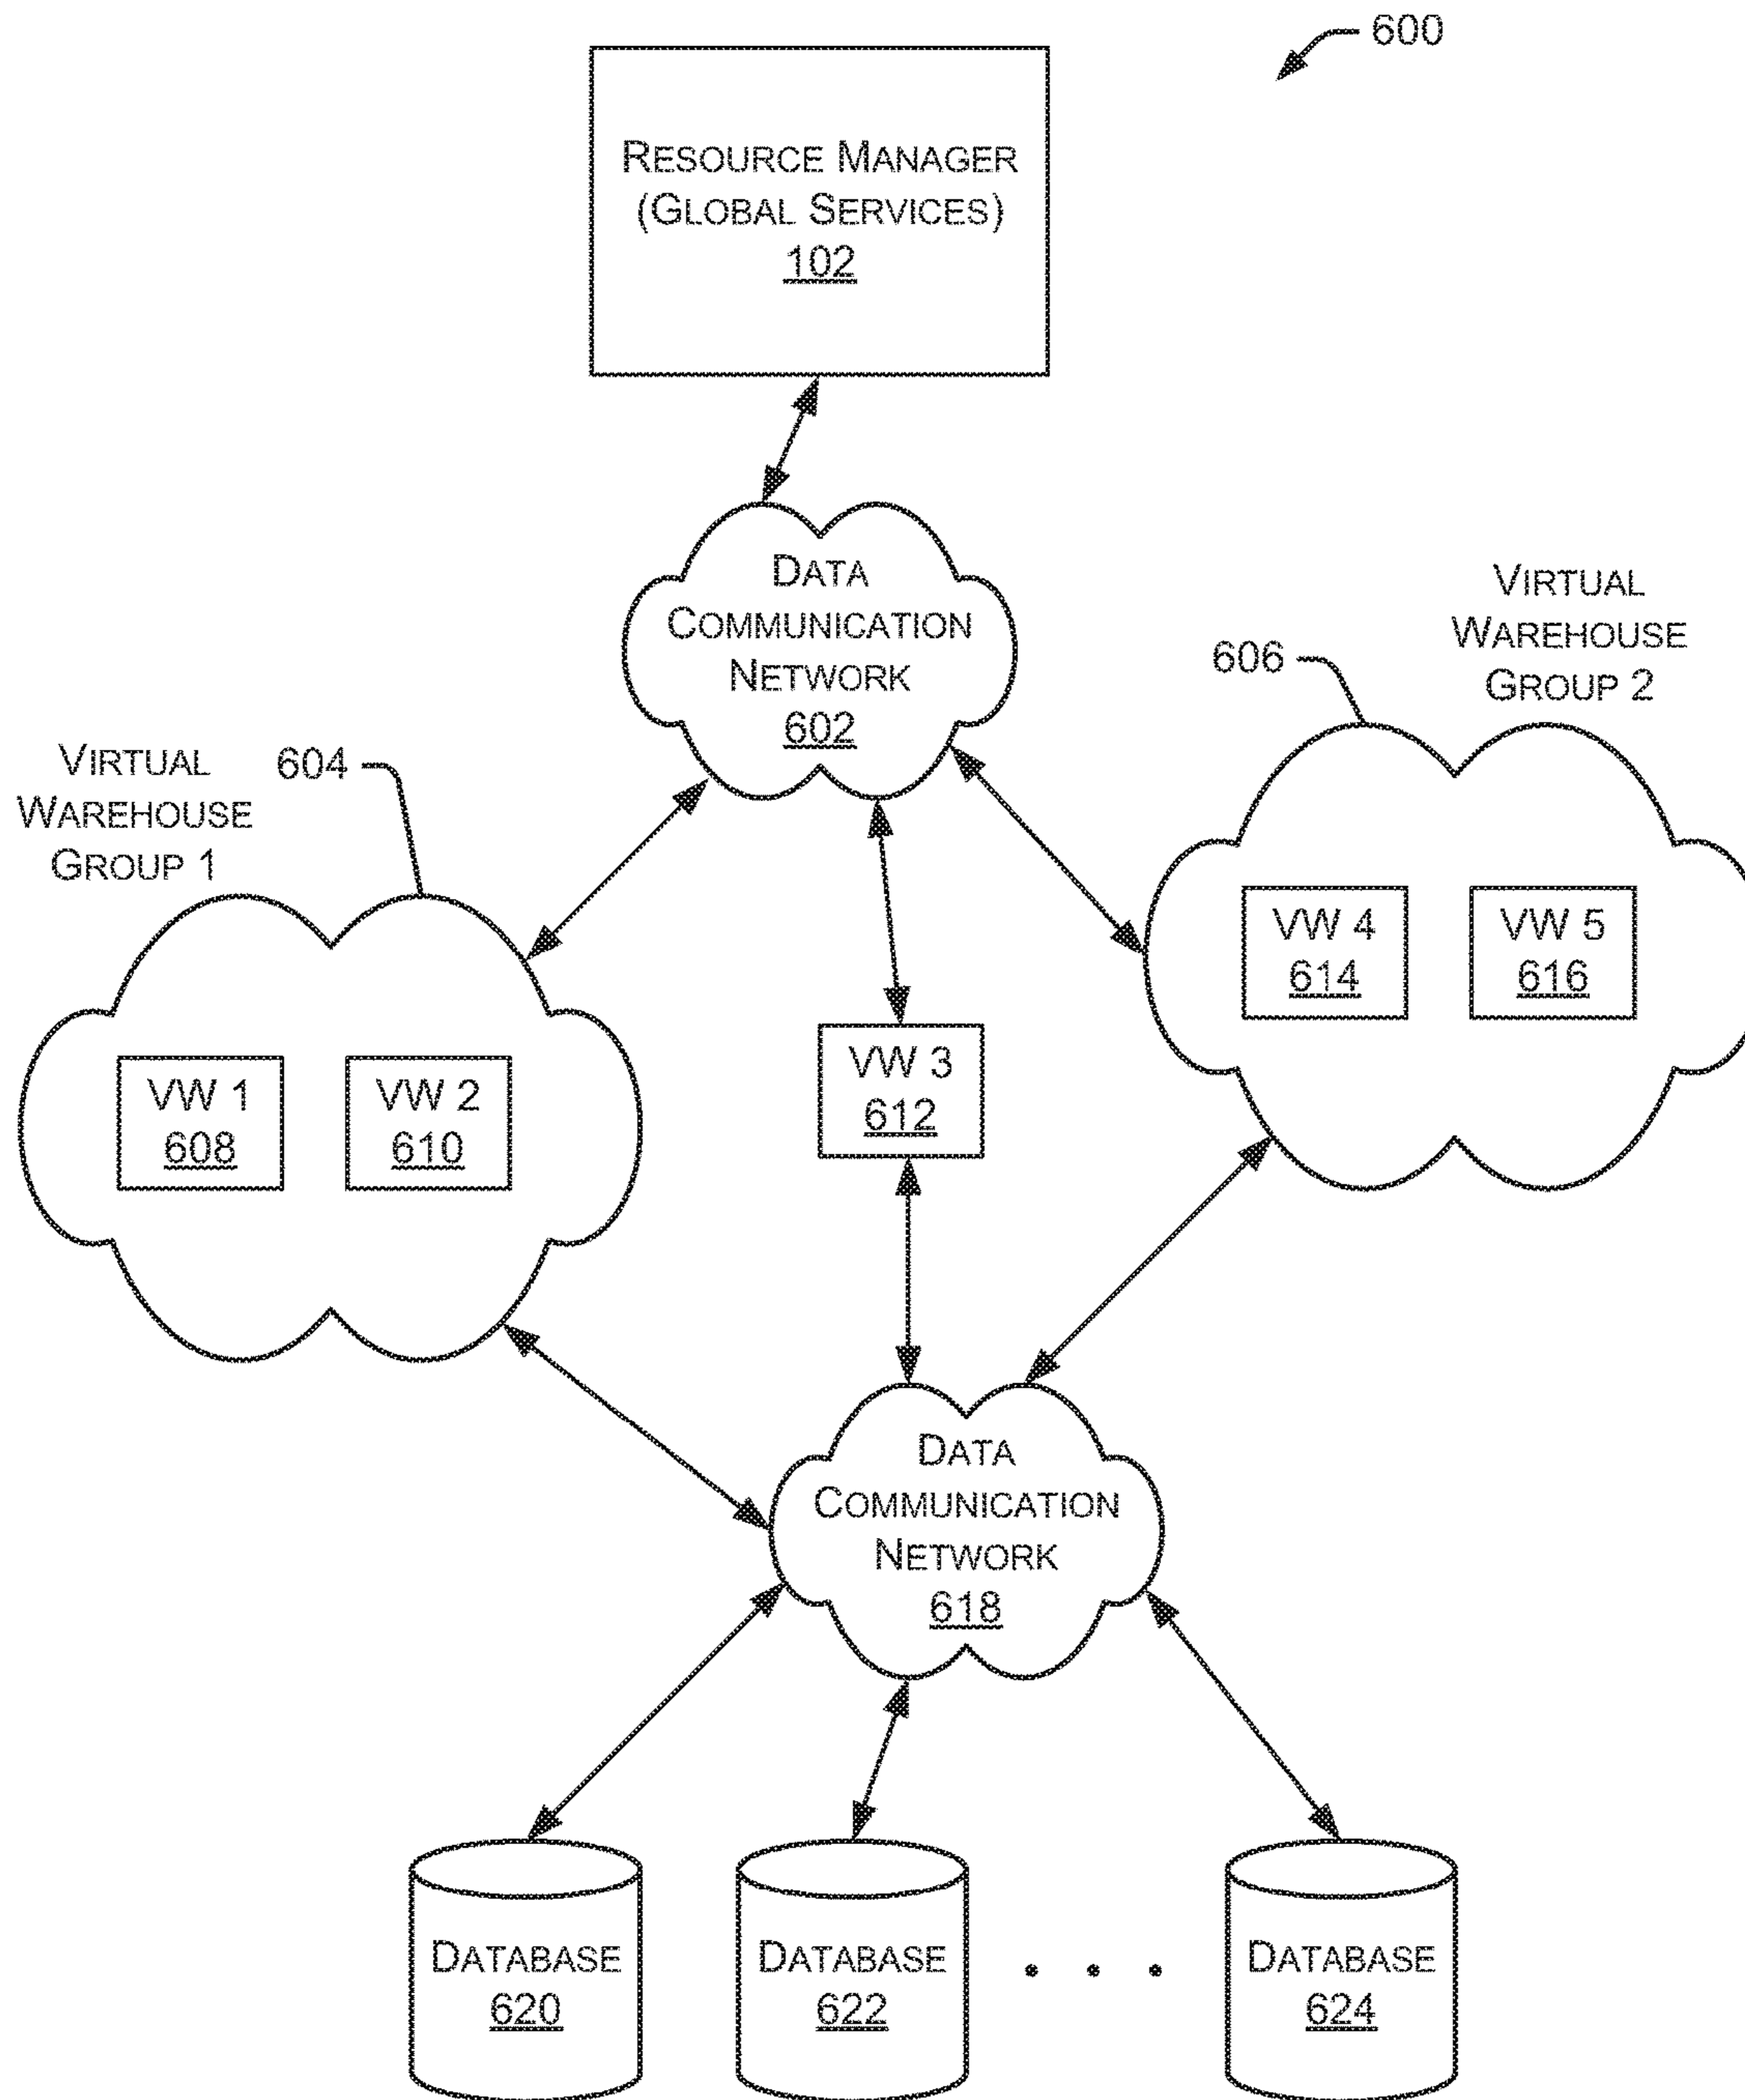 600
RESOURCE MANAGER
(GLOBAL SERVICES)
102
DATA
COMMUNICATION
NETWORK
602
VIRTUAL
WAREHOUSE
GROUP 2
606
VIRTUAL
WAREHOUSE
GROUP 1
604
VW 4
614
VW 5
616
VW 1
608
VW 2
610
VW 3
612
DATA
COMMUNICATION
NETWORK
618
DATABASE
620
DATABASE
622
. . .
DATABASE
624